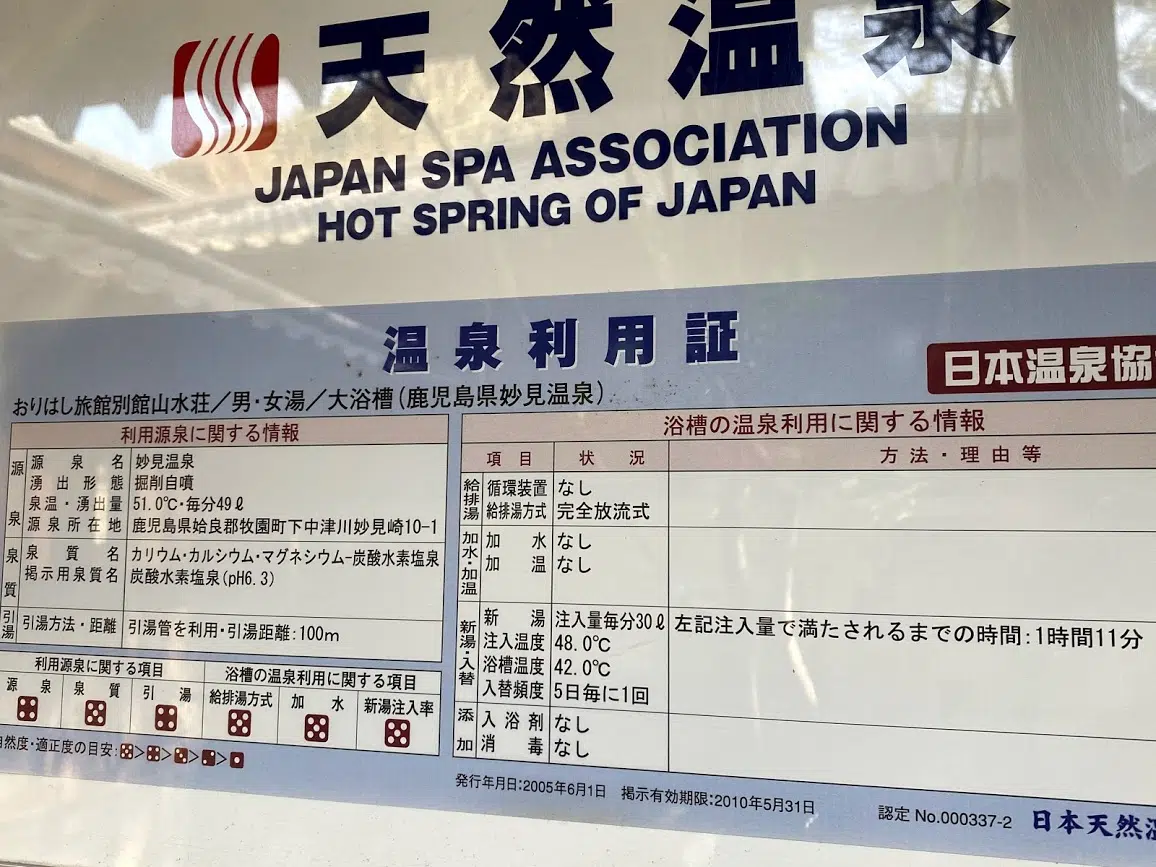 天然温泉
JAPAN SPA ASSOCIATION
HOT SPRING OF JAPAN
温泉利用証
日本温泉協
おりはし旅館別館山水荘／男・女湯／大浴槽（鹿児島県妙見温泉）
利用源泉に関する情報
源泉
源泉名 妙見温泉
湧出形態 掘削自噴
泉温・湧出量 51.0℃・毎分49ℓ
源泉所在地 鹿児島県姶良郡牧園町下中津川妙見崎10-1
泉質
泉質名 カリウム・カルシウム・マグネシウム-炭酸水素塩泉
掲示用泉質名 炭酸水素塩泉(pH6.3)
引湯
引湯方法・距離 引湯管を利用・引湯距離:100m
利用源泉に関する項目 浴槽の温泉利用に関する項目
源泉 泉質 引湯 給排湯方式 加水 新湯注入率
然度・適正度の目安: > > > >
浴槽の温泉利用に関する情報
項目 状況 方法・理由等
給排湯
循環装置 なし
給排湯方式 完全放流式
加水・加温
加水 なし
加温 なし
新湯・入替
新湯 注入量毎分30ℓ 左記注入量で満たされるまでの時間:1時間11分
注入温度 48.0℃
浴槽温度 42.0℃
入替頻度 5日毎に1回
添加
入浴剤 なし
消毒 なし
発行年月日:2005年6月1日 掲示有効期限:2010年5月31日 認定 No.000337-2 日本天然温